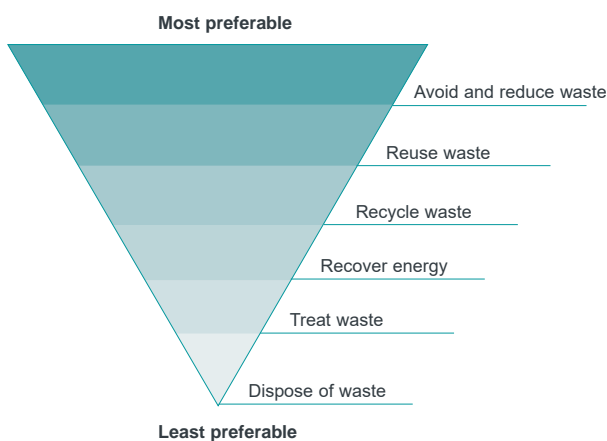 Most preferable
Avoid and reduce waste
Reuse waste
Recycle waste
Recover energy
Treat waste
Dispose of waste
Least preferable